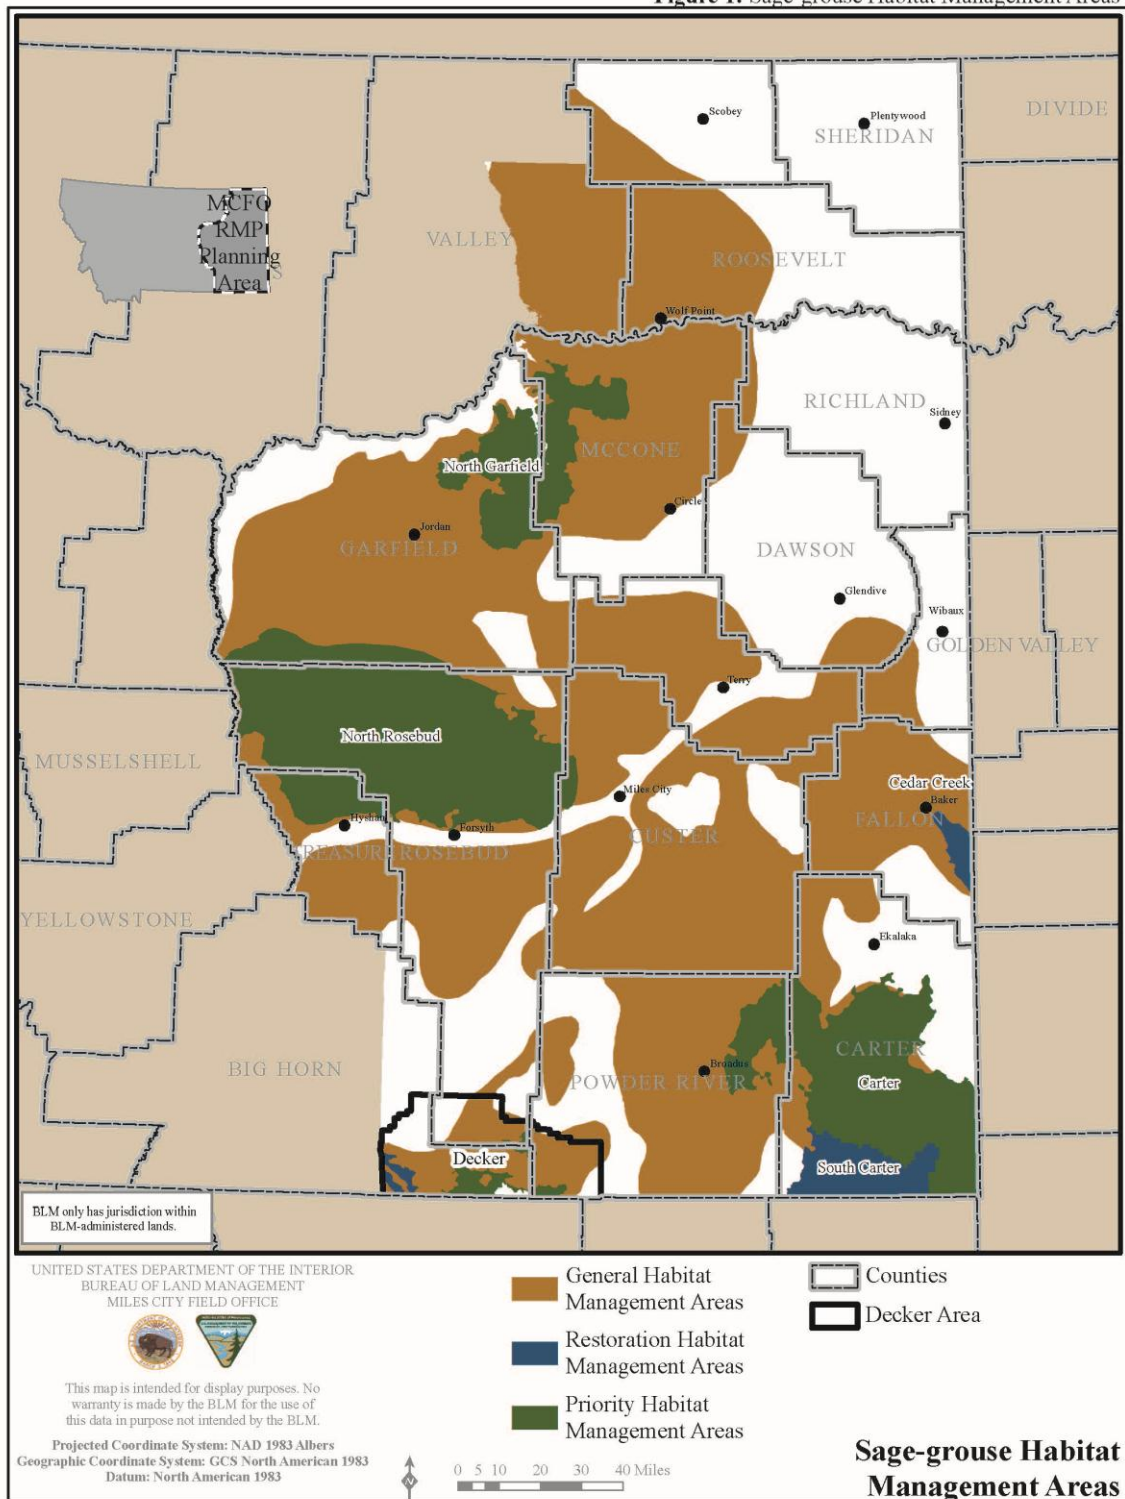 Figure 1. Sage-grouse Habitat Management Areas
Scobey
Plentywood
SHERIDAN
DIVIDE
MCFO
RMP
Planning
Area
S
VALLEY
ROOSEVELT
Wolf Point
RICHLAND
Sidney
MCCONE
North Garfield
Circle
Jordan
GARFIELD
DAWSON
Glendive
Wibaux
GOLDEN VALLEY
Terry
North Rosebud
MUSSELSHELL
Cedar Creek
Miles City
Baker
FALLON
Hysham
Forsyth
CUSTER
TREASURE
ROSEBUD
YELLOWSTONE
Ekalaka
CARTER
BIG HORN
Broadus
POWDER RIVER
Carter
Decker
South Carter
BLM only has jurisdiction within
BLM-administered lands.
UNITED STATES DEPARTMENT OF THE INTERIOR
BUREAU OF LAND MANAGEMENT
MILES CITY FIELD OFFICE
This map is intended for display purposes. No
warranty is made by the BLM for the use of
this data in purpose not intended by the BLM.
Projected Coordinate System: NAD 1983 Albers
Geographic Coordinate System: GCS North American 1983
Datum: North American 1983
General Habitat
Management Areas
Restoration Habitat
Management Areas
Priority Habitat
Management Areas
Counties
Decker Area
N
0 5 10 20 30 40 Miles
Sage-grouse Habitat
Management Areas